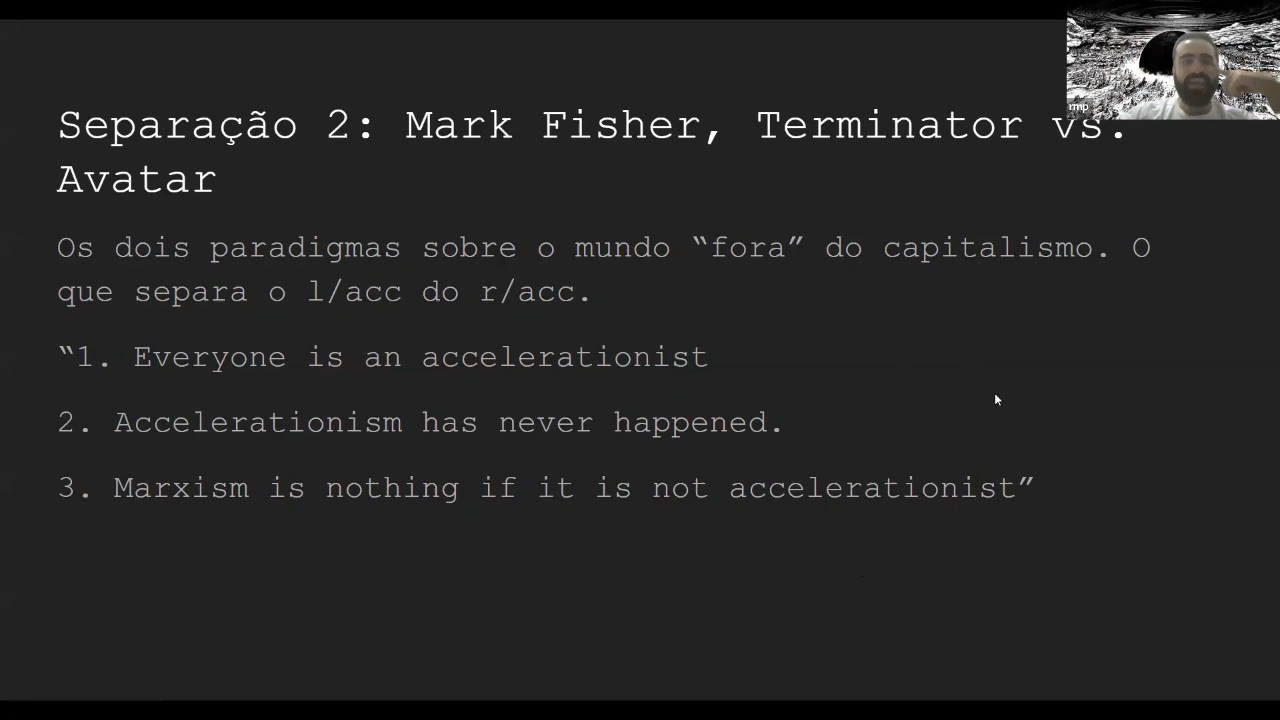 Separação 2: Mark Fisher, Terminator vs.
Avatar
Os dois paradigmas sobre o mundo “fora” do capitalismo. O
que separa o l/acc do r/acc.
“1. Everyone is an accelerationist
2. Accelerationism has never happened.
3. Marxism is nothing if it is not accelerationist”
rmp